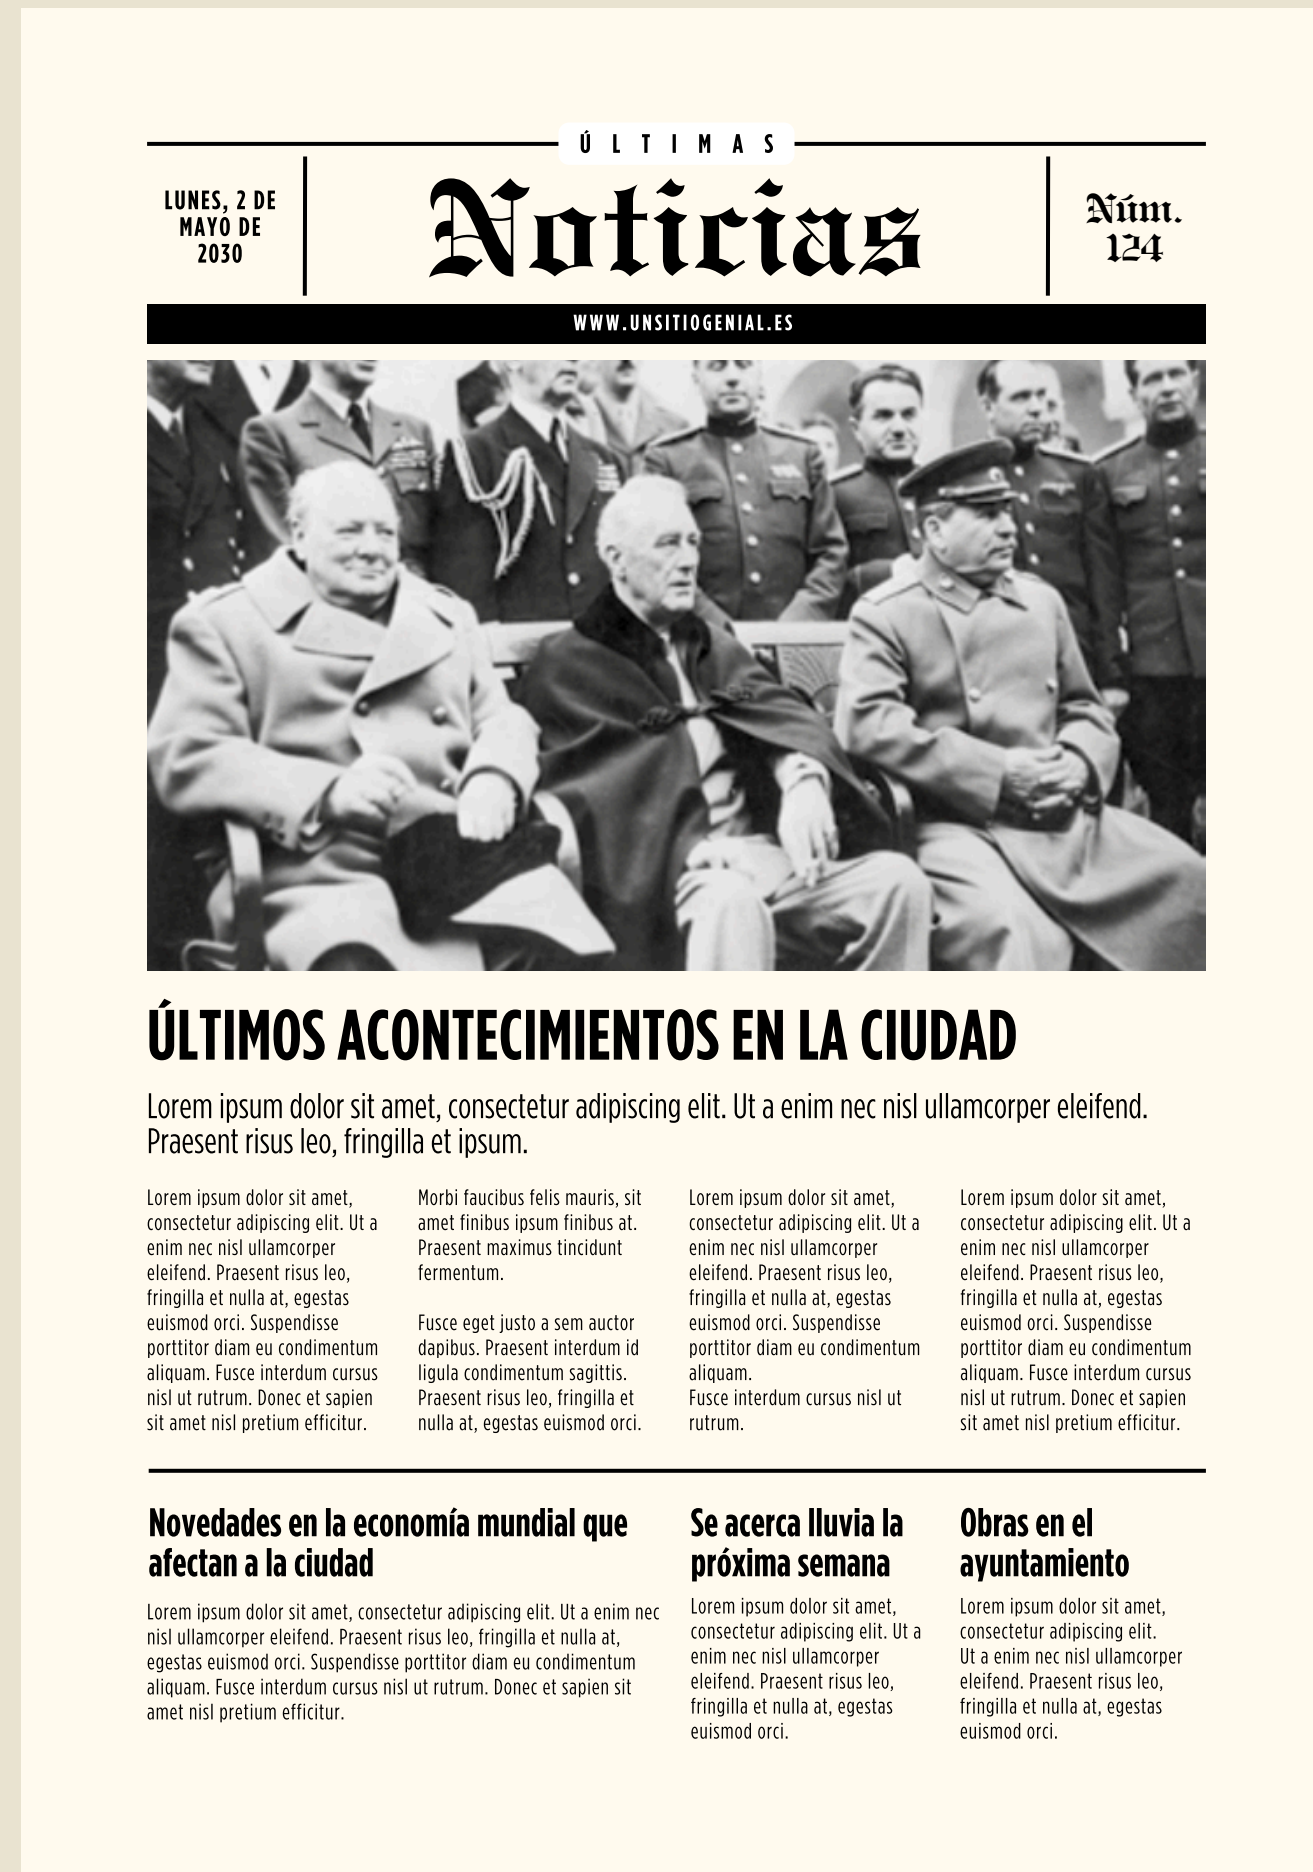 ÚLTIMAS
LUNES, 2 DE
MAYO DE
2030
Noticias
Núm.
124
WWW.UNSITIOGENIAL.ES
ÚLTIMOS ACONTECIMIENTOS EN LA CIUDAD
Lorem ipsum dolor sit amet, consectetur adipiscing elit. Ut a enim nec nisl ullamcorper eleifend.
Praesent risus leo, fringilla et ipsum.
Lorem ipsum dolor sit amet,
consectetur adipiscing elit. Ut a
enim nec nisl ullamcorper
eleifend. Praesent risus leo,
fringilla et nulla at, egestas
euismod orci. Suspendisse
porttitor diam eu condimentum
aliquam. Fusce interdum cursus
nisl ut rutrum. Donec et sapien
sit amet nisl pretium efficitur.
Morbi faucibus felis mauris, sit
amet finibus ipsum finibus at.
Praesent maximus tincidunt
fermentum.
Fusce eget justo a sem auctor
dapibus. Praesent interdum id
ligula condimentum sagittis.
Praesent risus leo, fringilla et
nulla at, egestas euismod orci.
Lorem ipsum dolor sit amet,
consectetur adipiscing elit. Ut a
enim nec nisl ullamcorper
eleifend. Praesent risus leo,
fringilla et nulla at, egestas
euismod orci. Suspendisse
porttitor diam eu condimentum
aliquam.
Fusce interdum cursus nisl ut
rutrum.
Lorem ipsum dolor sit amet,
consectetur adipiscing elit. Ut a
enim nec nisl ullamcorper
eleifend. Praesent risus leo,
fringilla et nulla at, egestas
euismod orci. Suspendisse
porttitor diam eu condimentum
aliquam. Fusce interdum cursus
nisl ut rutrum. Donec et sapien
sit amet nisl pretium efficitur.
Novedades en la economía mundial que
afectan a la ciudad
Lorem ipsum dolor sit amet, consectetur adipiscing elit. Ut a enim nec
nisl ullamcorper eleifend. Praesent risus leo, fringilla et nulla at,
egestas euismod orci. Suspendisse porttitor diam eu condimentum
aliquam. Fusce interdum cursus nisl ut rutrum. Donec et sapien sit
amet nisl pretium efficitur.
Se acerca lluvia la
próxima semana
Lorem ipsum dolor sit amet,
consectetur adipiscing elit. Ut a
enim nec nisl ullamcorper
eleifend. Praesent risus leo,
fringilla et nulla at, egestas
euismod orci.
Obras en el
ayuntamiento
Lorem ipsum dolor sit amet,
consectetur adipiscing elit.
Ut a enim nec nisl ullamcorper
eleifend. Praesent risus leo,
fringilla et nulla at, egestas
euismod orci.